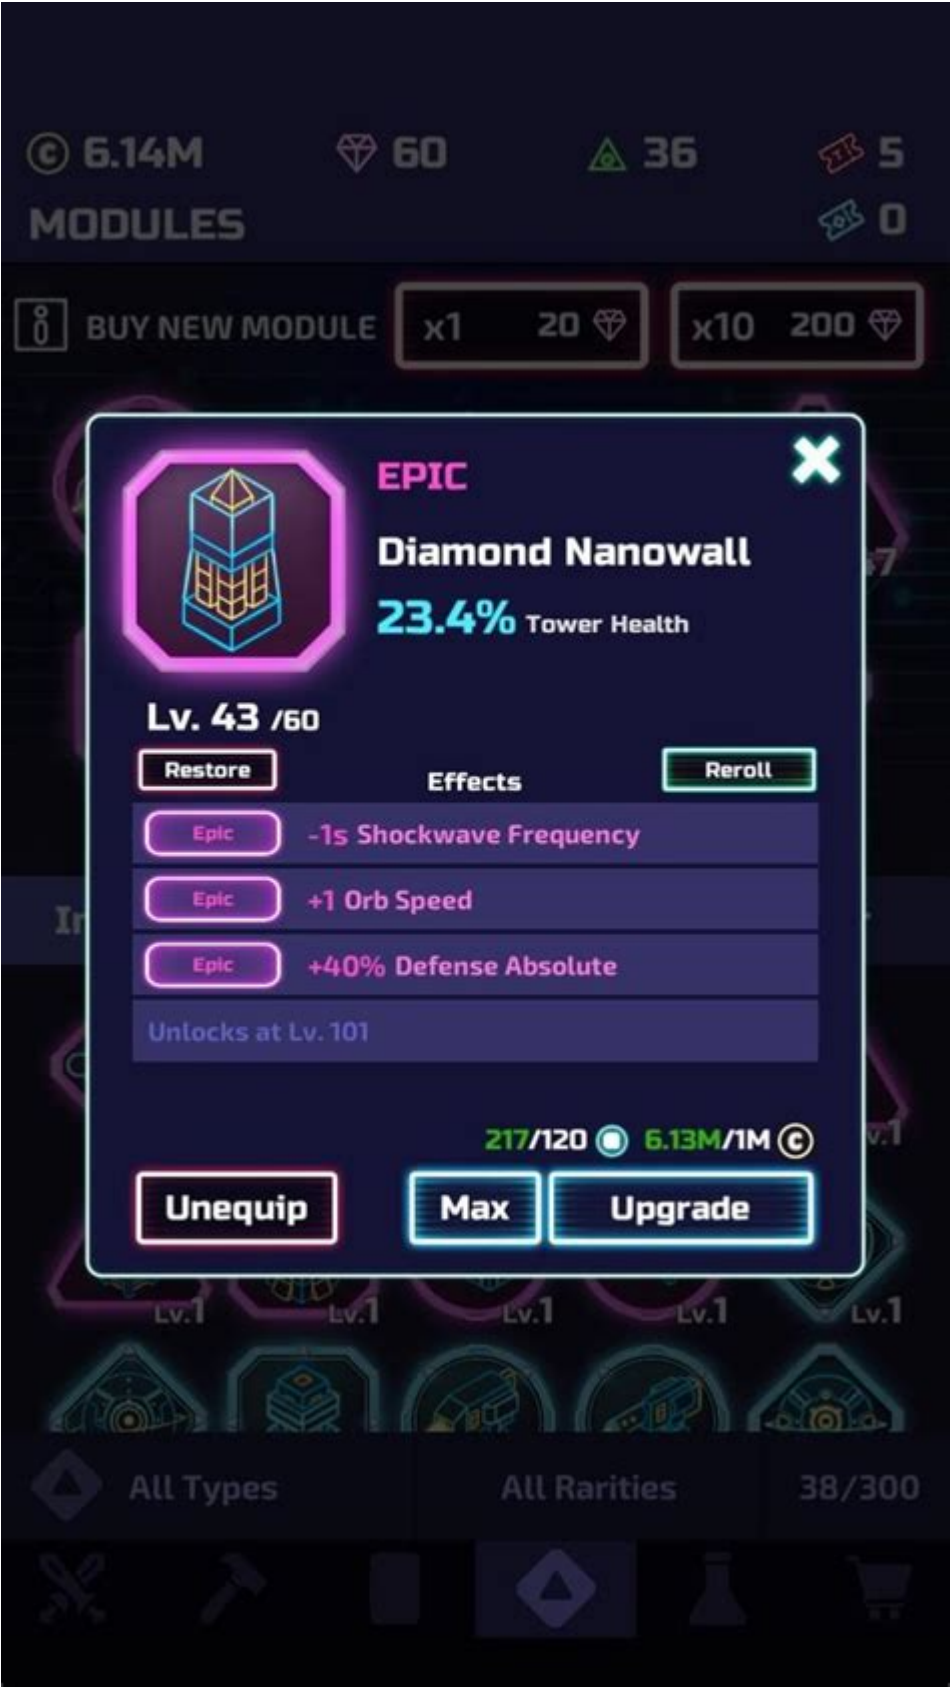 6.14M 60 36 5
MODULES 0
BUY NEW MODULE x1 20 x10 200
EPIC
Diamond Nanowall
23.4% Tower Health
Lv. 43 /60
Restore Effects Reroll
Epic -1s Shockwave Frequency
Epic +1 Orb Speed
Epic +40% Defense Absolute
Unlocks at Lv. 101
217/120 6.13M/1M
Unequip Max Upgrade
Lv.1 Lv.1 Lv.1 Lv.1 Lv.1
All Types All Rarities 38/300